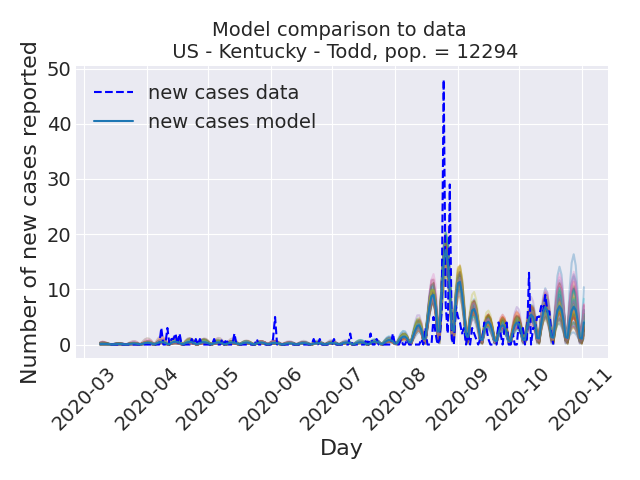 Model comparison to data
US - Kentucky - Todd, pop. = 12294
Number of new cases reported
50
40
30
20
10
0
new cases data
new cases model
2020-03
2020-04
2020-05
2020-06
2020-07
2020-08
2020-09
2020-10
2020-11
Day